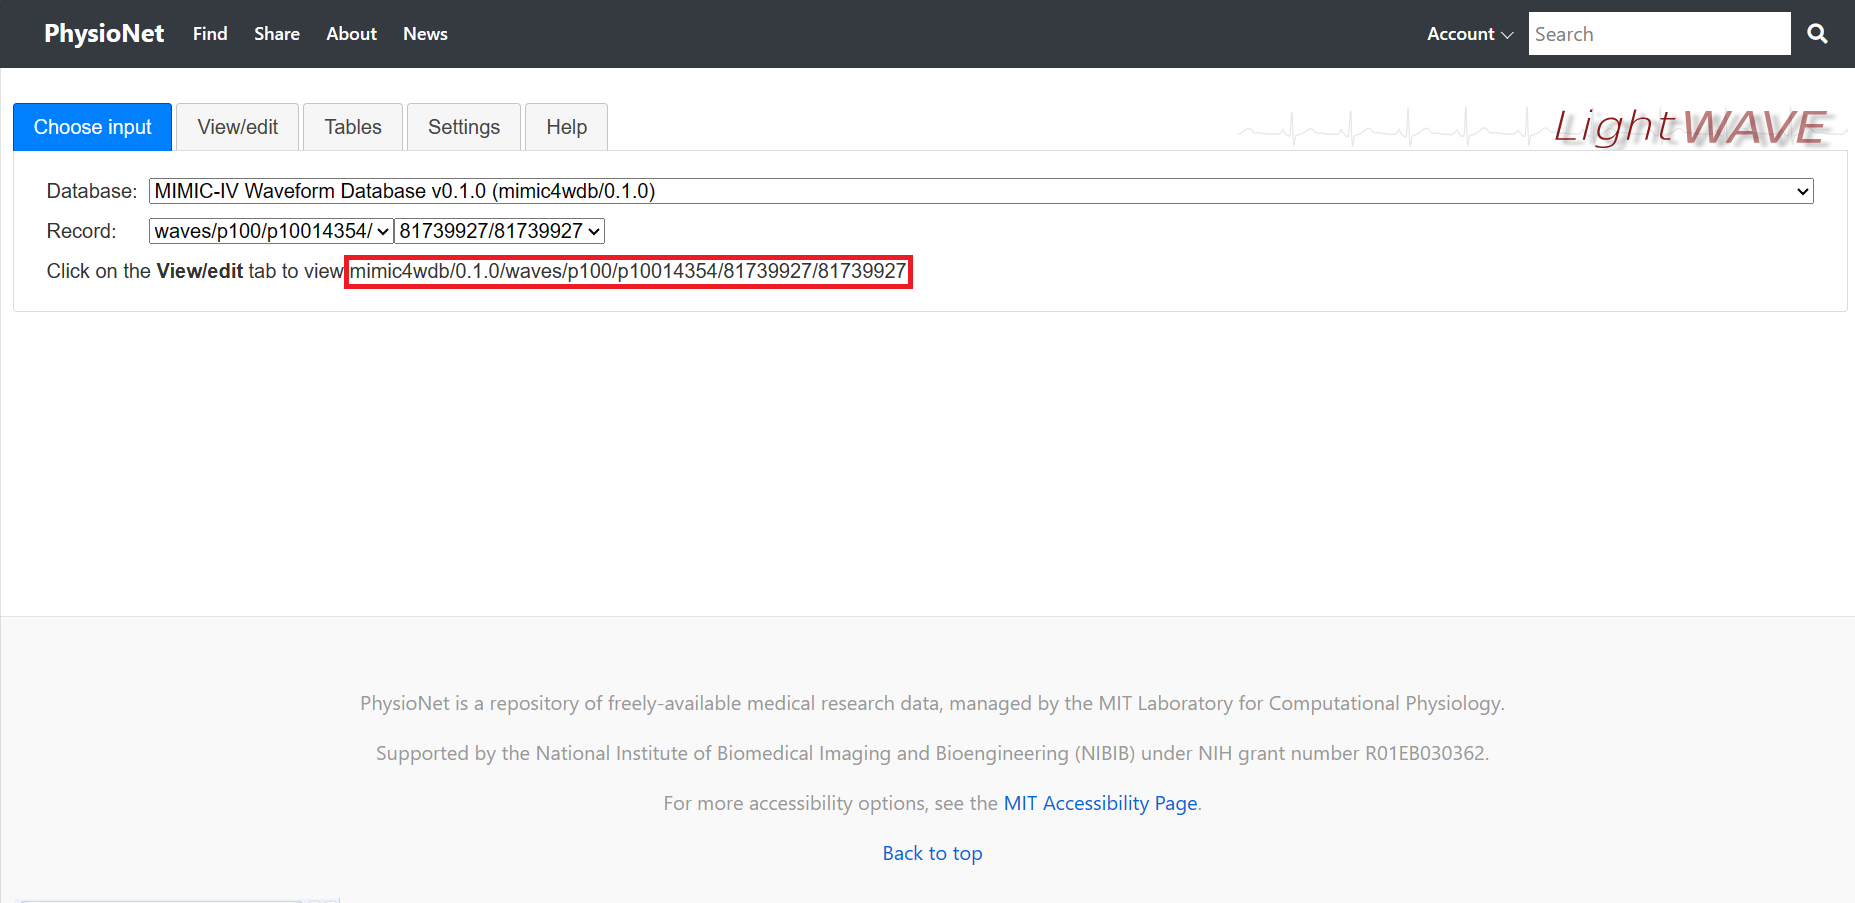 PhysioNet Find Share About News Account Search
Choose input View/edit Tables Settings Help LightWAVE
Database: MIMIC-IV Waveform Database v0.1.0 (mimic4wdb/0.1.0)
Record: waves/p100/p10014354/ 81739927/81739927
Click on the View/edit tab to view mimic4wdb/0.1.0/waves/p100/p10014354/81739927/81739927
PhysioNet is a repository of freely-available medical research data, managed by the MIT Laboratory for Computational Physiology.
Supported by the National Institute of Biomedical Imaging and Bioengineering (NIBIB) under NIH grant number R01EB030362.
For more accessibility options, see the MIT Accessibility Page.
Back to top